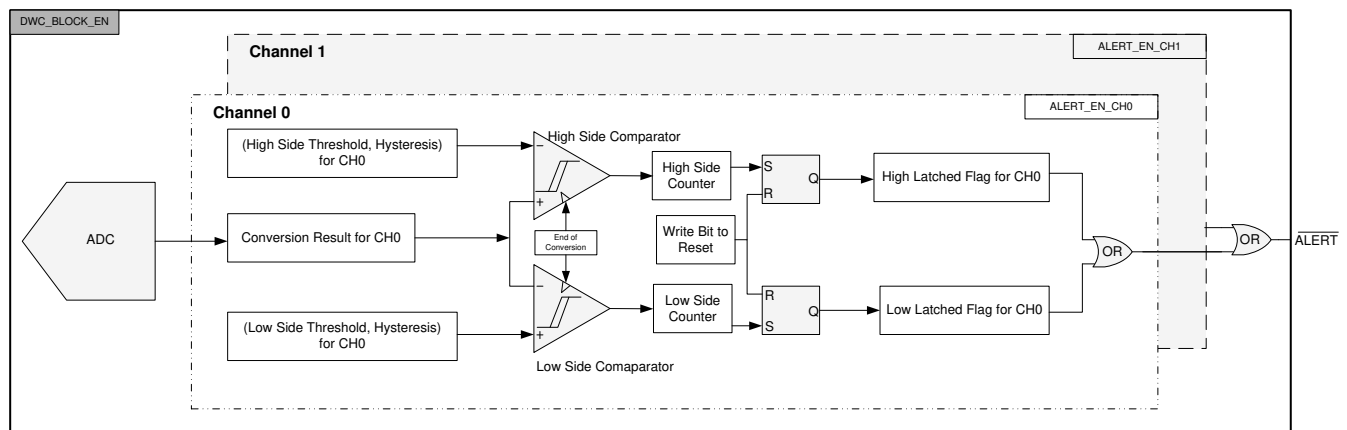 DWC_BLOCK_EN
Channel 1
ALERT_EN_CH1
Channel 0
ALERT_EN_CH0
(High Side Threshold, Hysteresis)
for CH0
High Side Comparator
−
+
High Side
Counter
S
R
Q
High Latched Flag for CH0
ADC
Conversion Result for CH0
End of
Conversion
Write Bit to
Reset
OR
OR
ALERT
(Low Side Threshold, Hysteresis)
for CH0
−
+
Low Side Comaparator
Low Side
Counter
R
S
Q
Low Latched Flag for CH0